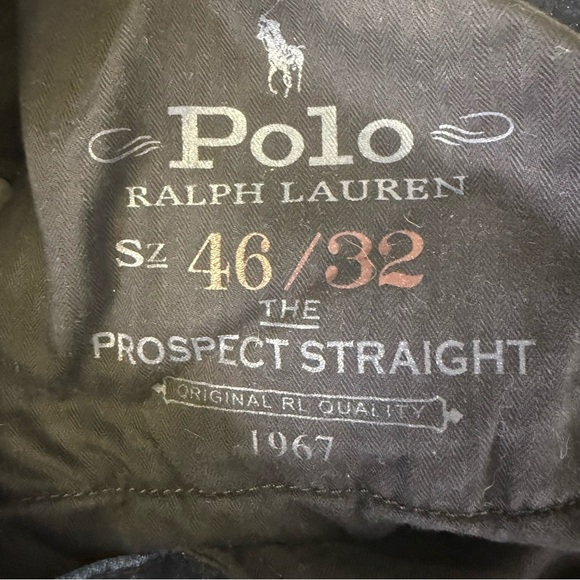 Polo
RALPH LAUREN
Sz 46/32
THE
PROSPECT STRAIGHT
ORIGINAL RL QUALITY
1967